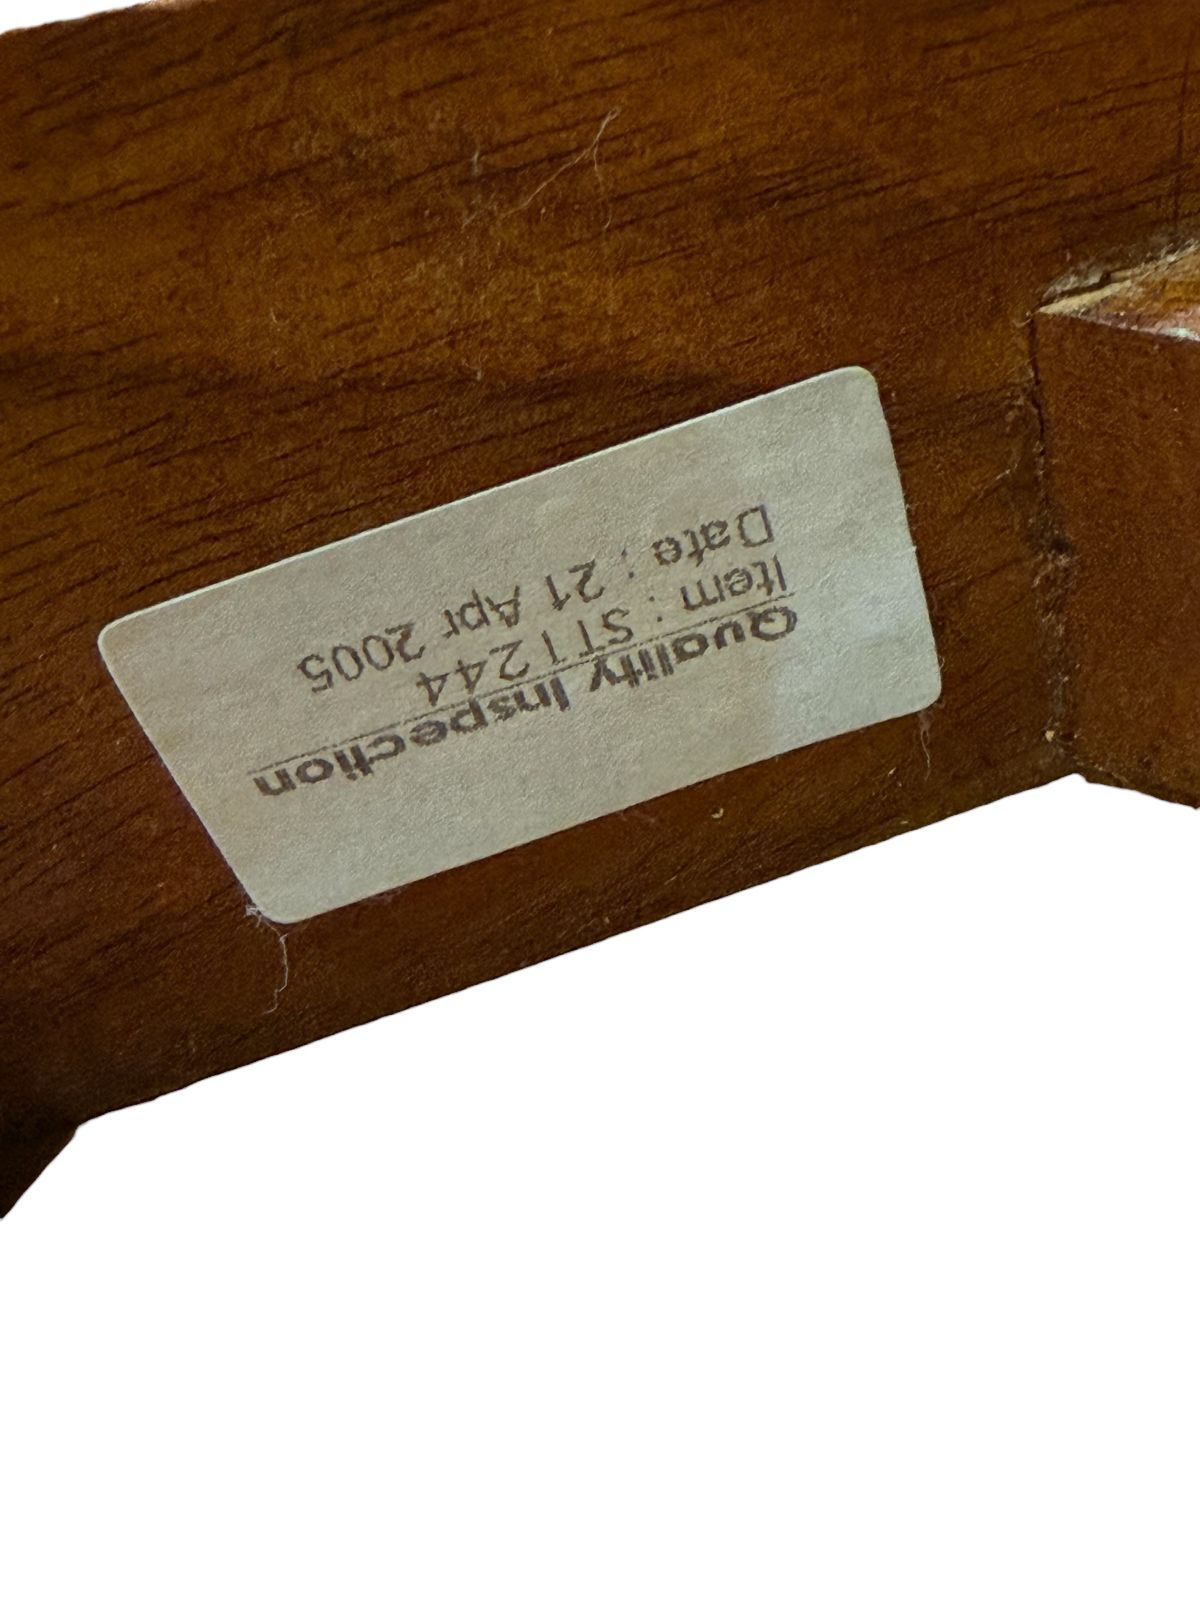 Quality Inspection
Item : ST1244
Date : 21 Apr 2005